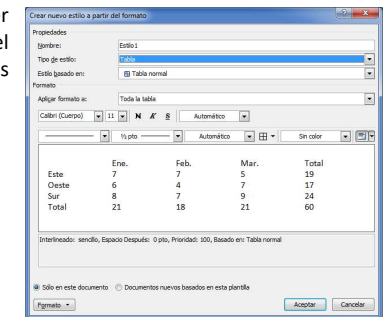 er
el
s
Crear nuevo estilo a partir del formato
Propiedades
Nombre: Estilo1
Tipo de estilo: Tabla
Estilo basado en: Tabla normal
Formato
Aplicar formato a: Toda la tabla
Calibri (Cuerpo) 11 N K S Automático
½ pto Automático Sin color
Ene. Feb. Mar. Total
Este 7 7 5 19
Oeste 6 4 7 17
Sur 8 7 9 24
Total 21 18 21 60
Interlineado: sencillo, Espacio Después: 0 pto, Prioridad: 100, Basado en: Tabla normal
Sólo en este documento Documentos nuevos basados en esta plantilla
Formato Aceptar Cancelar